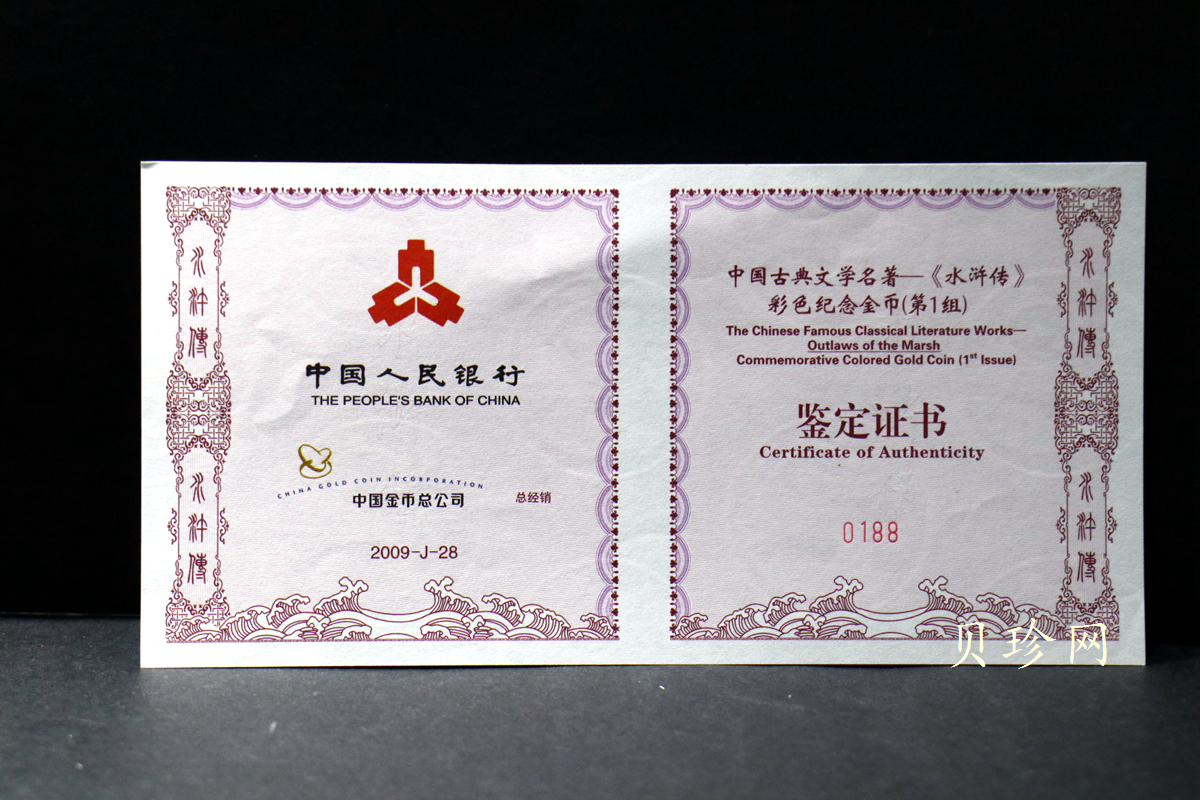 水
浒
傳
水
浒
傳
中国人民银行
THE PEOPLE'S BANK OF CHINA
CHINA GOLD COIN INCORPORATION
中国金币总公司 总经销
2009-J-28
中国古典文学名著—《水浒传》
彩色纪念金币(第1组)
The Chinese Famous Classical Literature Works—
Outlaws of the Marsh
Commemorative Colored Gold Coin (1st Issue)
鉴定证书
Certificate of Authenticity
0188
水
浒
傳
水
浒
傳
贝珍网